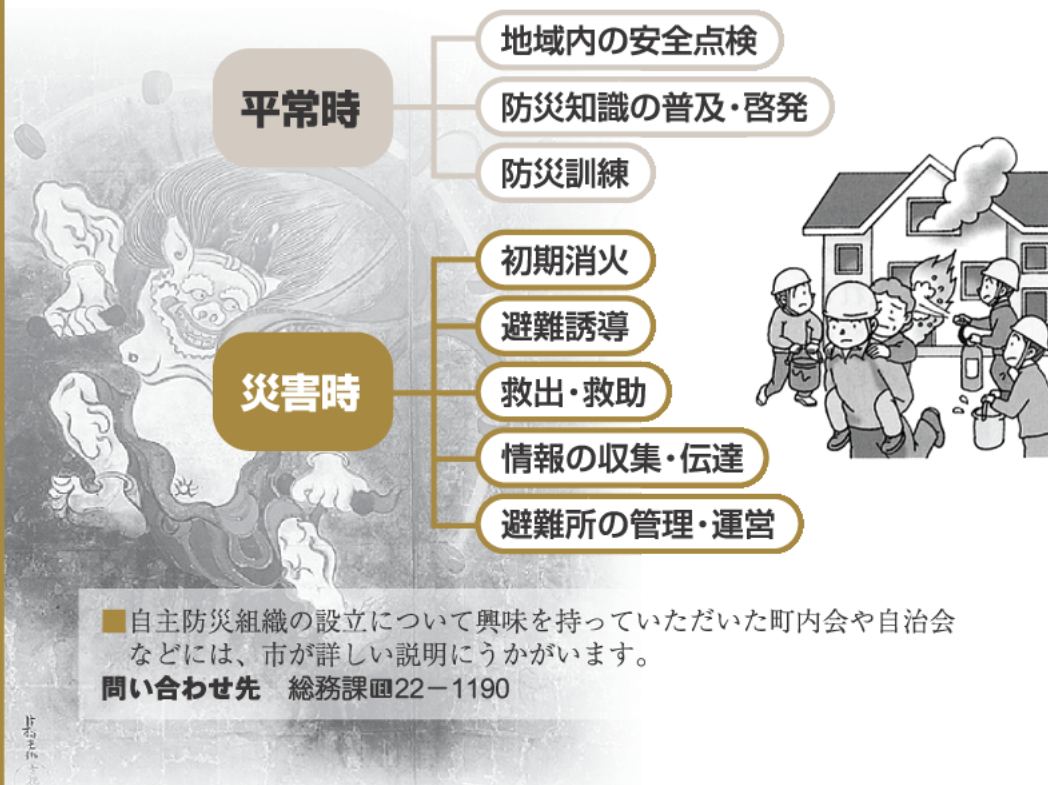 平常時
地域内の安全点検
防災知識の普及・啓発
防災訓練
災害時
初期消火
避難誘導
救出・救助
情報の収集・伝達
避難所の管理・運営
■自主防災組織の設立について興味を持っていただいた町内会や自治会
などには、市が詳しい説明にうかがいます。
問い合わせ先　総務課℡22－1190